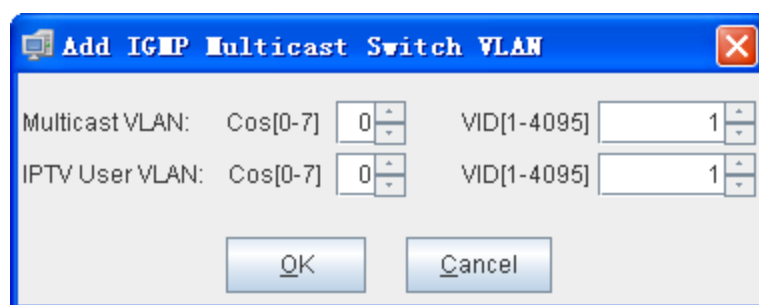 Add IGMP Multicast Switch VLAN
Multicast VLAN: Cos[0-7] 0 VID[1-4095] 1
IPTV User VLAN: Cos[0-7] 0 VID[1-4095] 1
OK Cancel